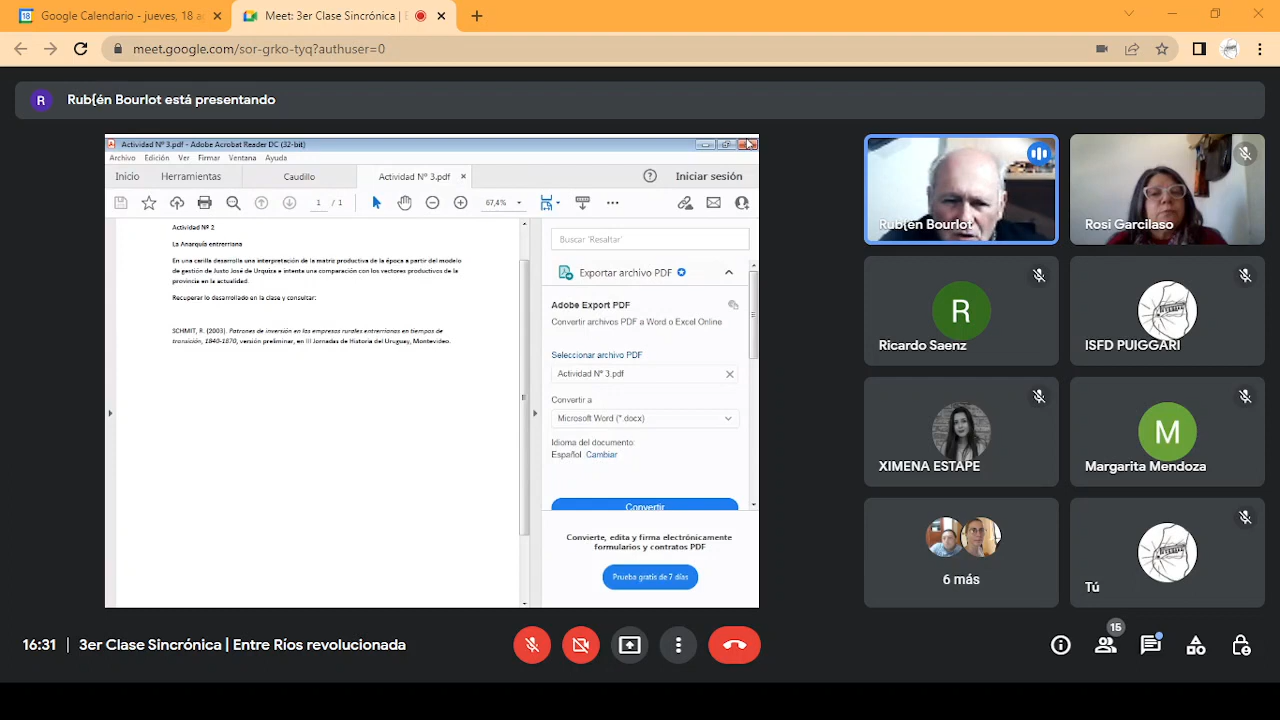 Google Calendario - jueves, 18 a
Meet: 3er Clase Sincrónica | E
meet.google.com/sor-grko-tyq?authuser=0
R
Rub{én Bourlot está presentando
Actividad Nº 3.pdf - Adobe Acrobat Reader DC (32-bit)
Archivo Edición Ver Firmar Ventana Ayuda
Inicio Herramientas Caudillo Actividad Nº 3.pdf Iniciar sesión
1 / 1 67,4%
Actividad Nº 2
La Anarquía entrerriana
En una carilla desarrolla una interpretación de la matriz productiva de la época a partir del modelo
de gestión de Justo José de Urquiza e intenta una comparación con los vectores productivos de la
provincia en la actualidad.
Recuperar lo desarrollado en la clase y consultar:
SCHMIT, R. (2003). Patrones de inversión en las empresas rurales entrerrianas en tiempos de
transición, 1840-1870, versión preliminar, en III Jornadas de Historia del Uruguay, Montevideo.
Buscar 'Resaltar'
Exportar archivo PDF
Adobe Export PDF
Convertir archivos PDF a Word o Excel Online
Seleccionar archivo PDF
Actividad Nº 3.pdf
Convertir a
Microsoft Word (*.docx)
Idioma del documento:
Español Cambiar
Convertir
Convierte, edita y firma electrónicamente
formularios y contratos PDF
Prueba gratis de 7 días
Rub{én Bourlot
Rosi Garcilaso
R
Ricardo Saenz
ISFD PUIGGARI
XIMENA ESTAPE
M
Margarita Mendoza
6 más
Tú
16:31 | 3er Clase Sincrónica | Entre Ríos revolucionada
15